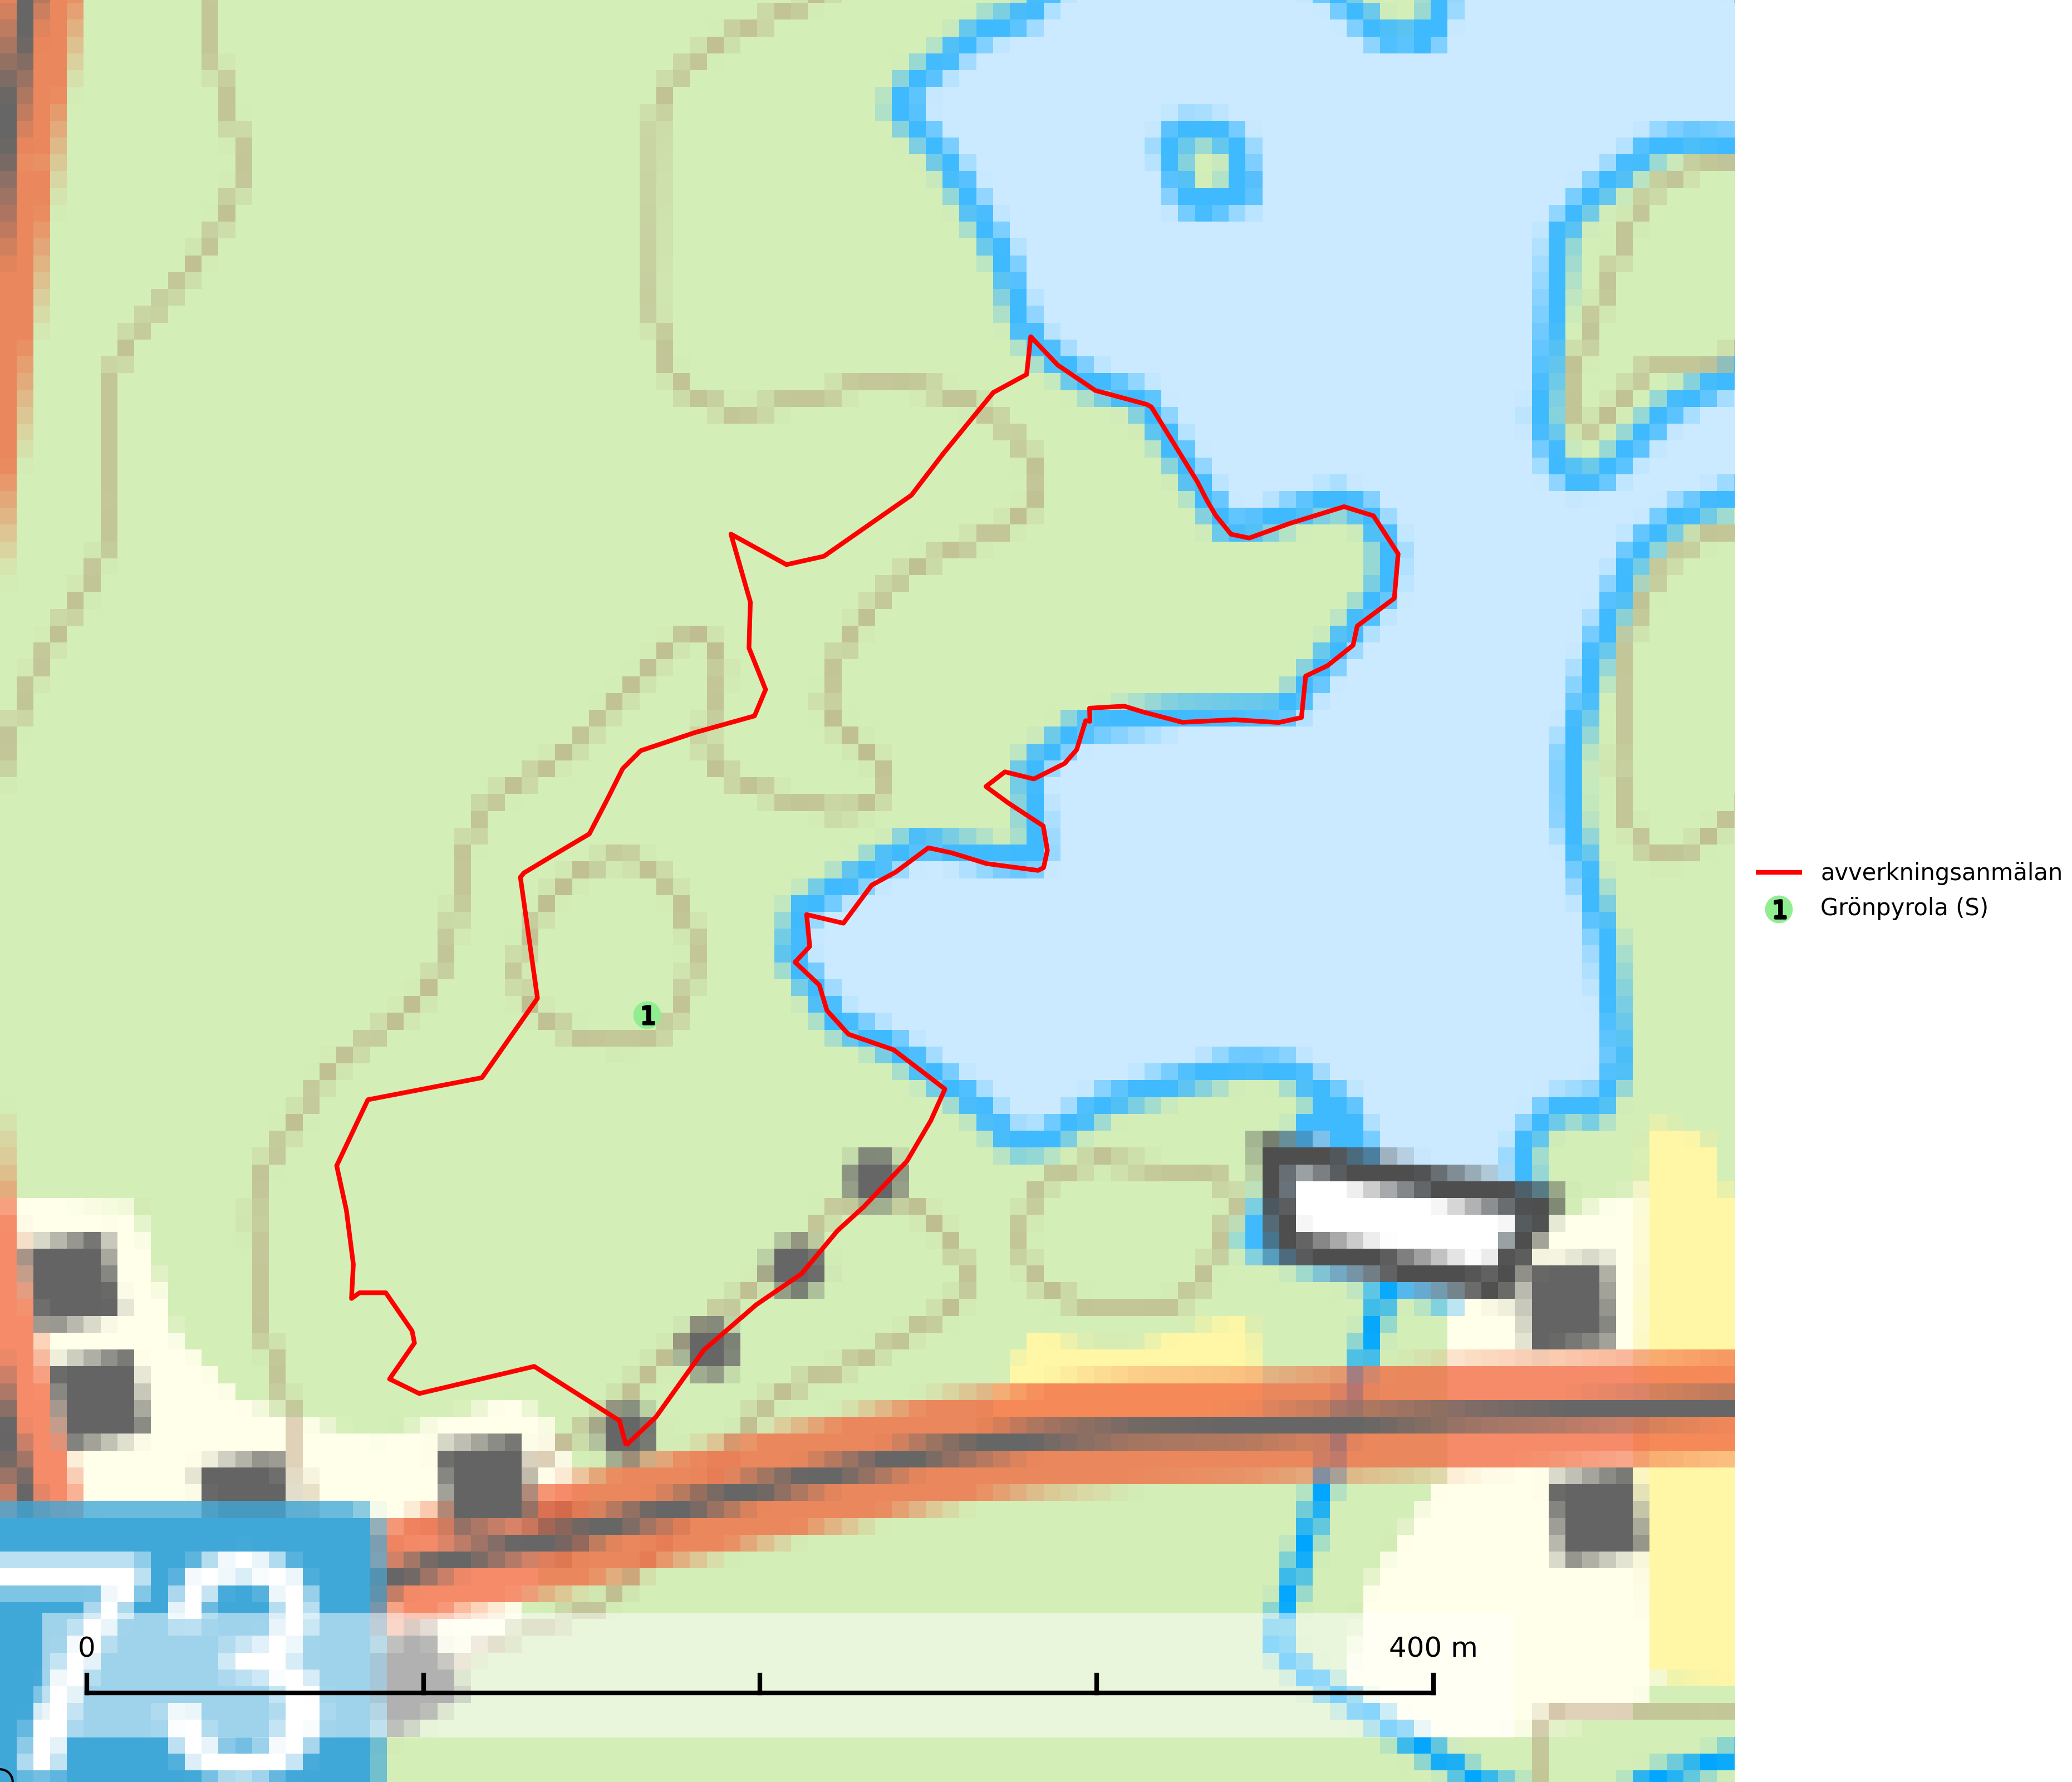 avverkningsanmälan
1 Grönpyrola (S)
1
73
0 400 m